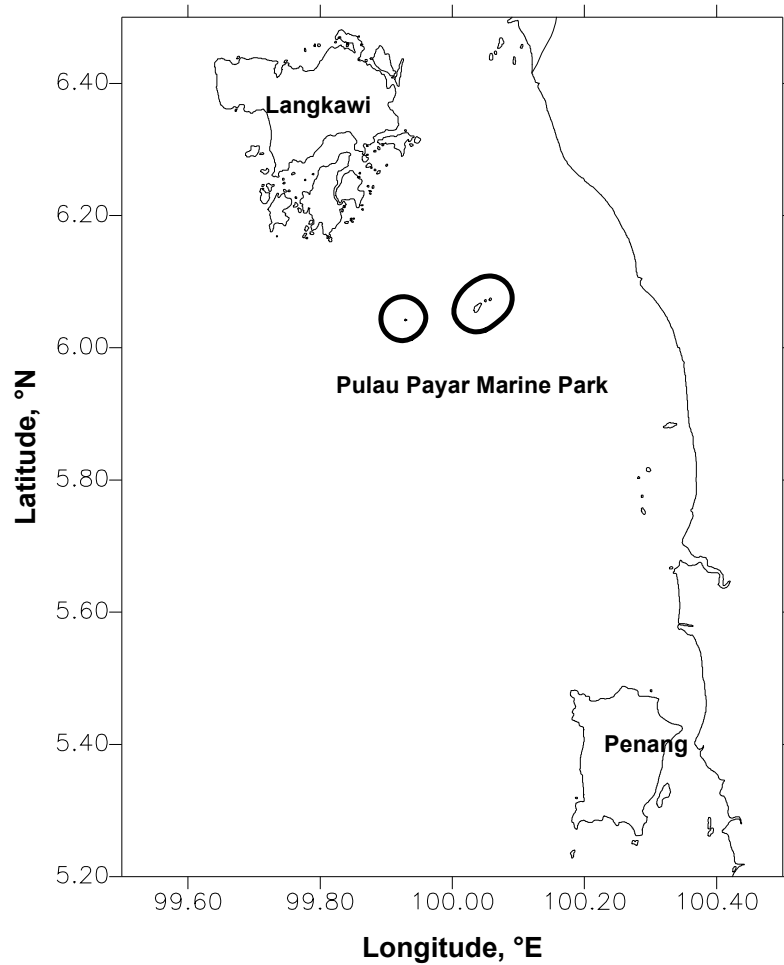 6.40
Langkawi
6.20
6.00
Pulau Payar Marine Park
Latitude, °N
5.80
5.60
5.40
Penang
5.20
99.60 99.80 100.00 100.20 100.40
Longitude, °E